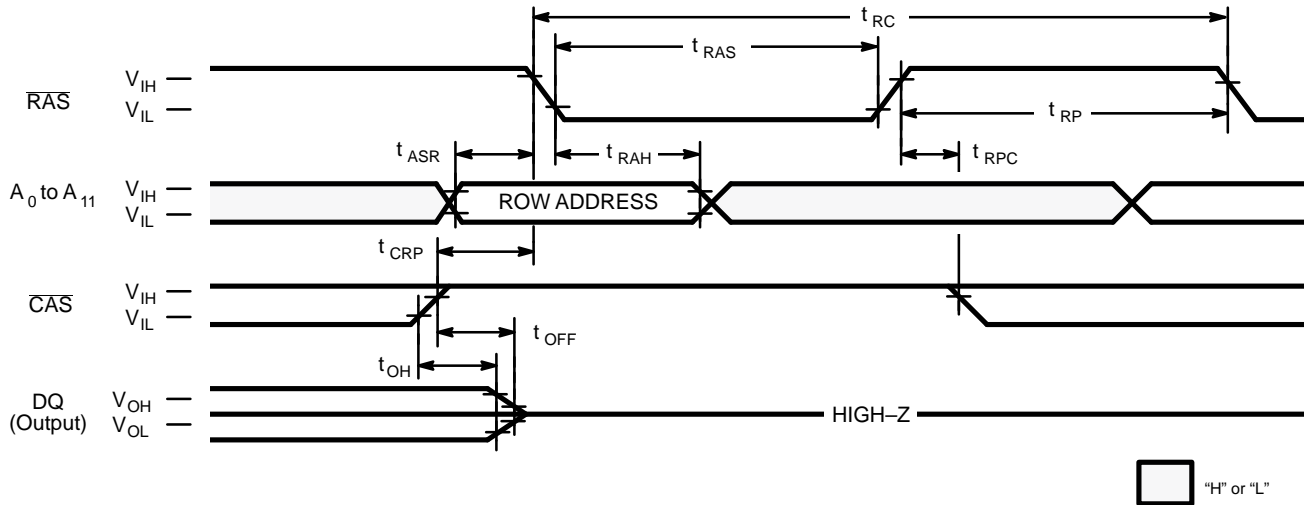 t RC
t RAS
RAS
V IH
V IL
t RP
t ASR
t RAH
t RPC
A 0 to A 11
V IH
V IL
ROW ADDRESS
t CRP
CAS
V IH
V IL
t OFF
t OH
DQ
(Output)
V OH
V OL
HIGH–Z
“H” or “L”